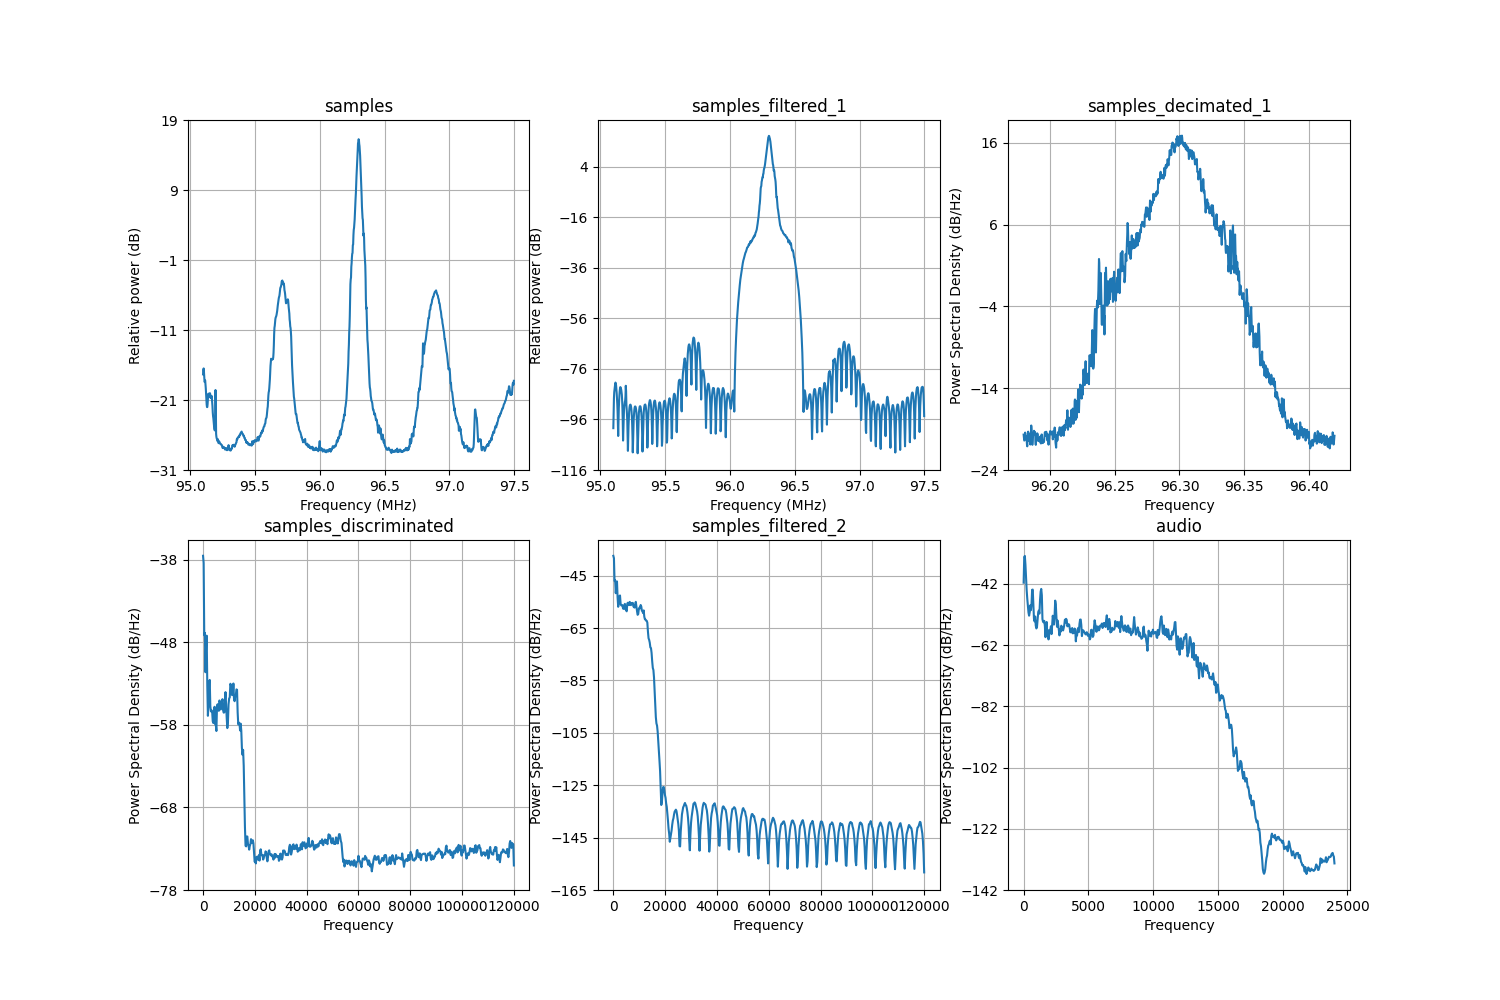 samples
Relative power (dB)
19
9
−1
−11
−21
−31
95.0 95.5 96.0 96.5 97.0 97.5
Frequency (MHz)
samples_filtered_1
Relative power (dB)
4
−16
−36
−56
−76
−96
−116
95.0 95.5 96.0 96.5 97.0 97.5
Frequency (MHz)
samples_decimated_1
Power Spectral Density (dB/Hz)
16
6
−4
−14
−24
96.20 96.25 96.30 96.35 96.40
Frequency
samples_discriminated
Power Spectral Density (dB/Hz)
−38
−48
−58
−68
−78
0 20000 40000 60000 80000 100000 120000
Frequency
samples_filtered_2
Power Spectral Density (dB/Hz)
−45
−65
−85
−105
−125
−145
−165
0 20000 40000 60000 80000 100000 120000
Frequency
audio
Power Spectral Density (dB/Hz)
−42
−62
−82
−102
−122
−142
0 5000 10000 15000 20000 25000
Frequency